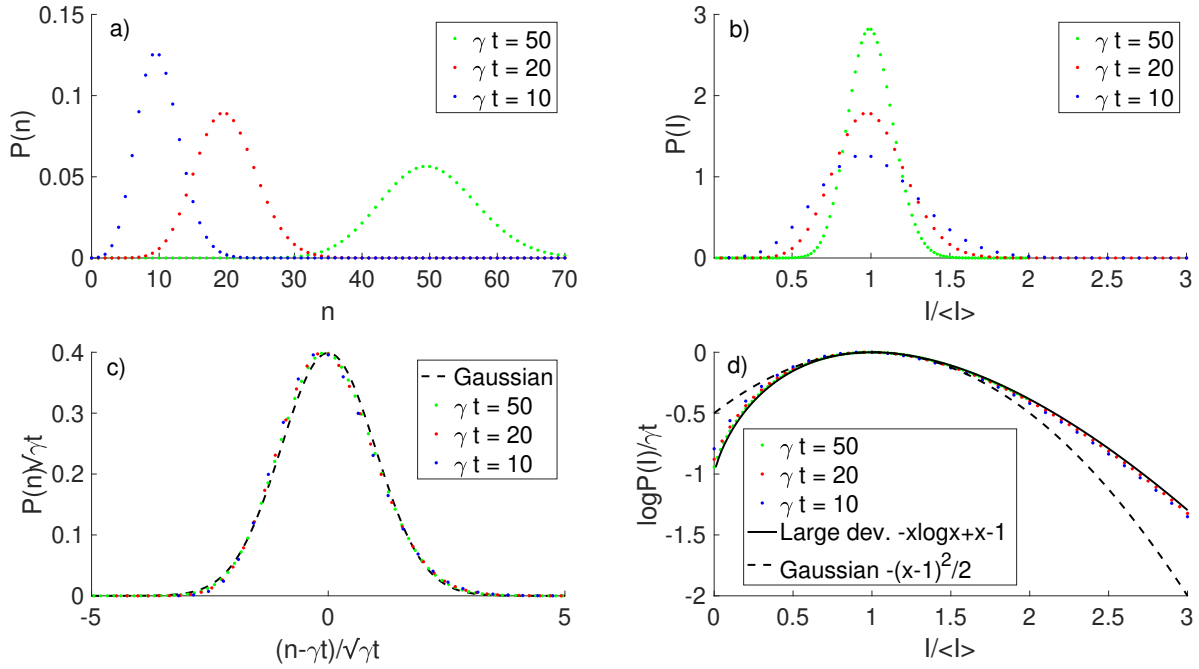 a)
0.15
0.1
0.05
0
P(n)
γ t = 50
γ t = 20
γ t = 10
0 10 20 30 40 50 60 70
n
b)
3
2
1
0
P(I)
γ t = 50
γ t = 20
γ t = 10
0.5 1 1.5 2 2.5 3
I/<I>
c)
0.4
0.3
0.2
0.1
0
P(n)√γt
Gaussian
γ t = 50
γ t = 20
γ t = 10
-5 0 5
(n-γt)/√γt
d)
0
-0.5
-1
-1.5
-2
logP(I)/γt
γ t = 50
γ t = 20
γ t = 10
Large dev. -xlogx+x-1
Gaussian -(x-1)²/2
0 0.5 1 1.5 2 2.5 3
I/<I>